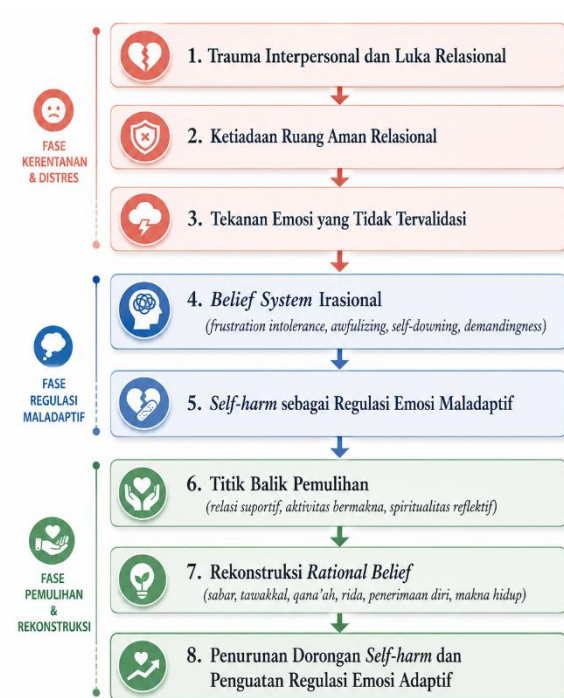 1. Trauma Interpersonal dan Luka Relasional
2. Ketiadaan Ruang Aman Relasional
FASE
KERENTANAN
& DISTRES
3. Tekanan Emosi yang Tidak Tervalidasi
4. Belief System Irasional
(frustration intolerance, awfulizing, self-downing, demandingness)
FASE
REGULASI
MALADAPTIF
5. Self-harm sebagai Regulasi Emosi Maladaptif
6. Titik Balik Pemulihan
(relasi suportif, aktivitas bermakna, spiritualitas reflektif)
FASE
PEMULIHAN
&
REKONSTRUKSI
7. Rekonstruksi Rational Belief
(sabar, tawakkal, qana'ah, rida, penerimaan diri, makna hidup)
8. Penurunan Dorongan Self-harm dan
Penguatan Regulasi Emosi Adaptif